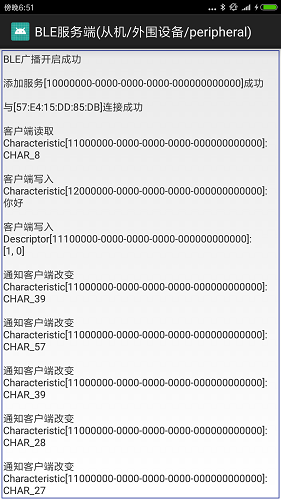 傍晚6:51
BLE服务端(从机/外围设备/peripheral)
BLE广播开启成功
添加服务[10000000-0000-0000-0000-000000000000]成功
与[57:E4:15:DD:85:DB]连接成功
客户端读取
Characteristic[11000000-0000-0000-0000-000000000000]:
CHAR_8
客户端写入
Characteristic[12000000-0000-0000-0000-000000000000]:
你好
客户端写入
Descriptor[11100000-0000-0000-0000-000000000000]:
[1, 0]
通知客户端改变
Characteristic[11000000-0000-0000-0000-000000000000]:
CHAR_39
通知客户端改变
Characteristic[11000000-0000-0000-0000-000000000000]:
CHAR_57
通知客户端改变
Characteristic[11000000-0000-0000-0000-000000000000]:
CHAR_39
通知客户端改变
Characteristic[11000000-0000-0000-0000-000000000000]:
CHAR_28
通知客户端改变
Characteristic[11000000-0000-0000-0000-000000000000]:
CHAR_27